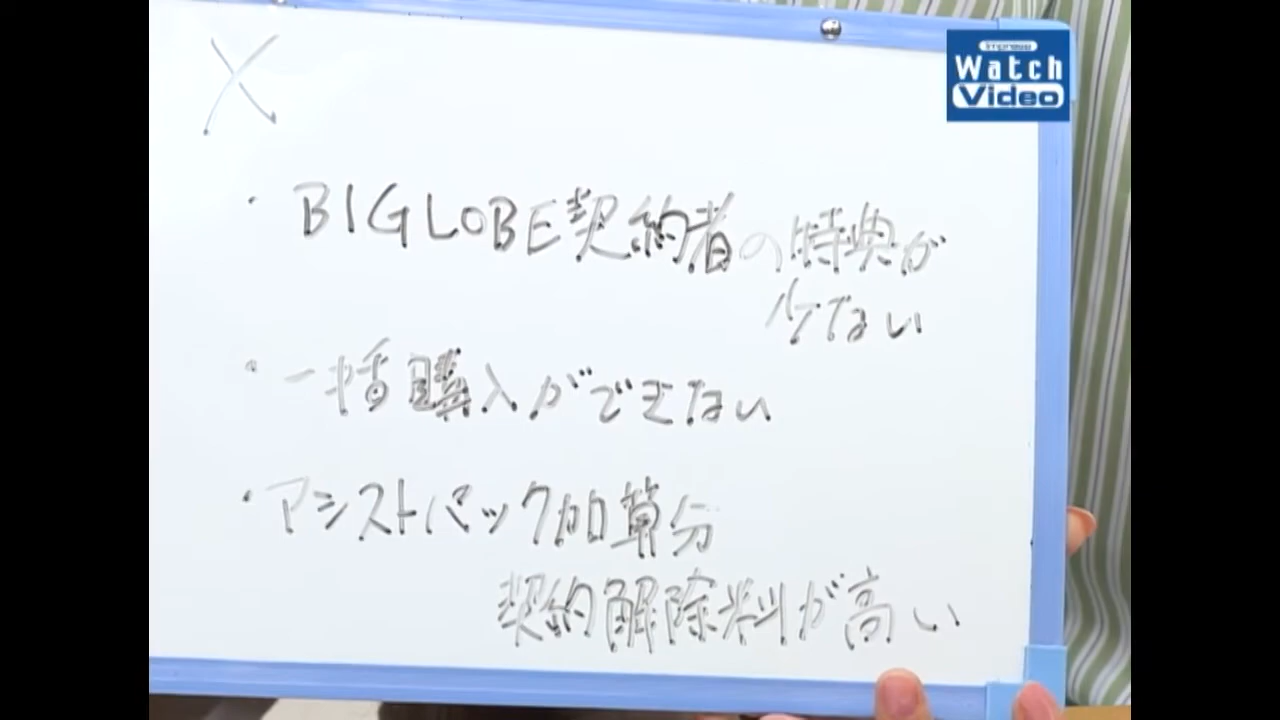 impress
Watch
Video
×
・BIGLOBE契約者の特典が
少ない
・一括購入ができない
・アシストパック加算分
契約解除料が高い